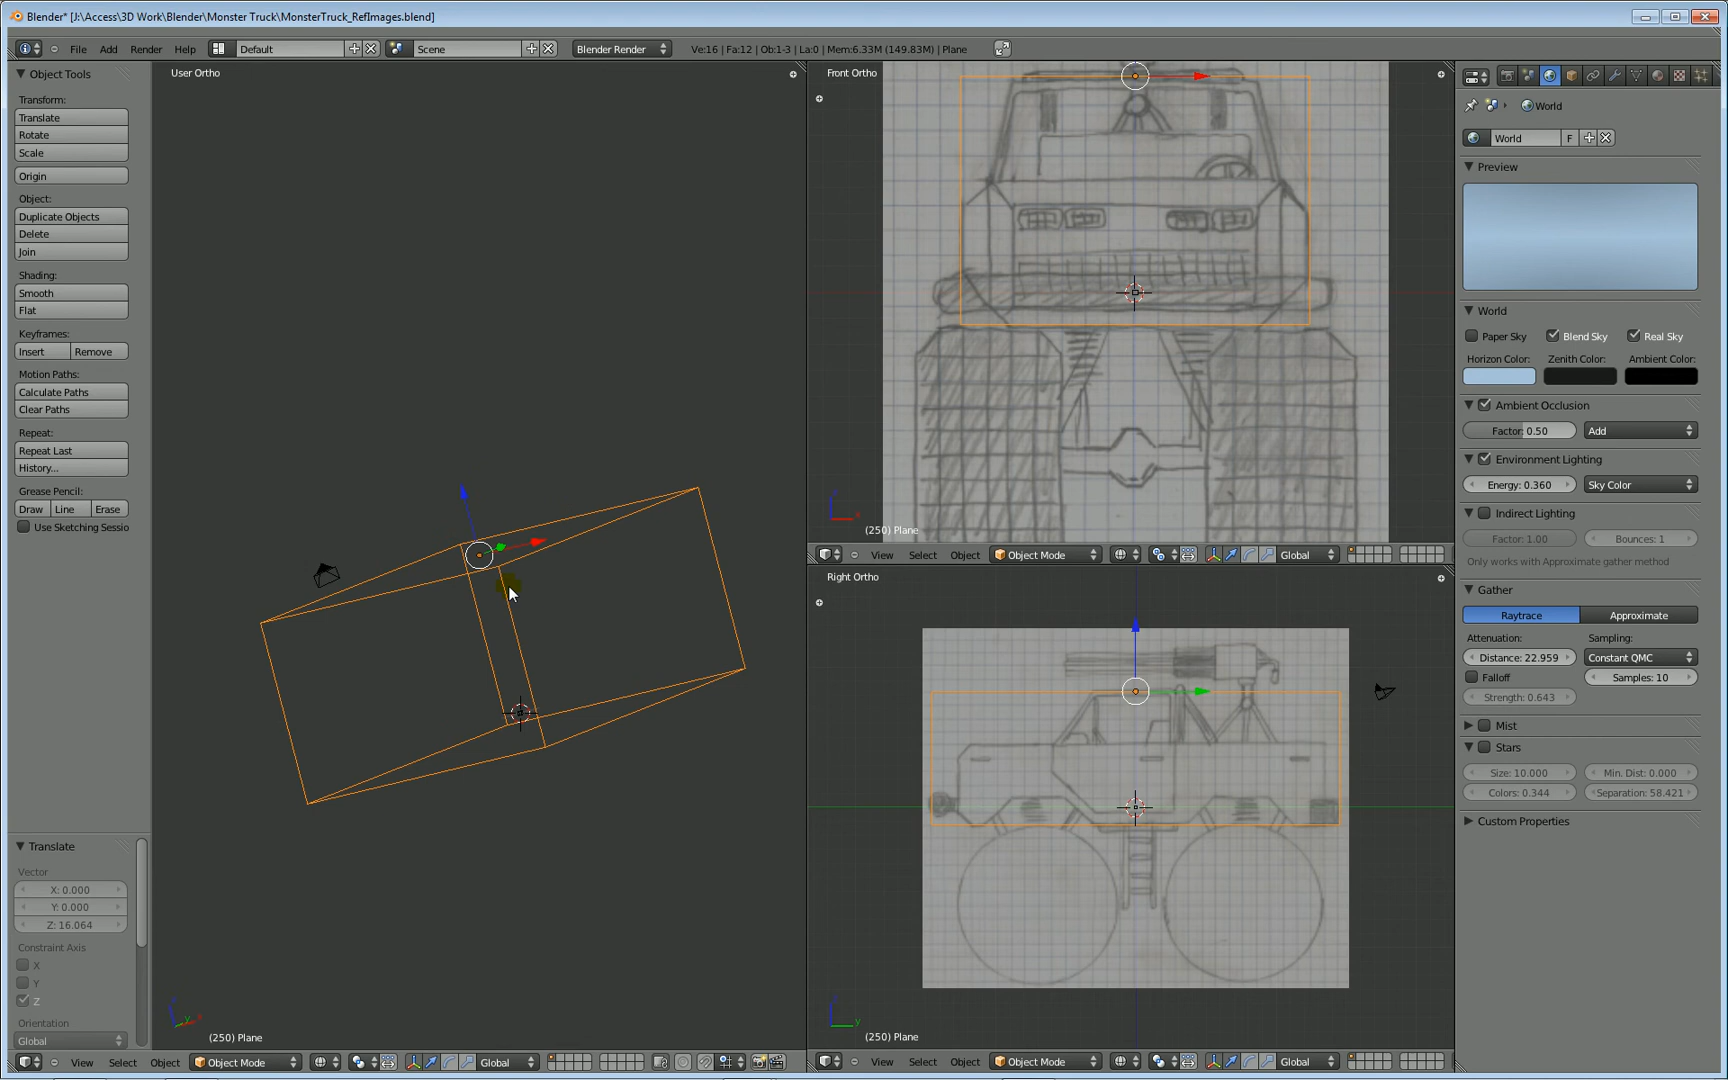 Blender* [J:\Access\3D Work\Blender\Monster Truck\MonsterTruck_RefImages.blend]
File Add Render Help Default Scene Blender Render Ve:16 | Fa:12 | Ob:1-3 | La:0 | Mem:6.33M (149.83M) | Plane
Object Tools
Transform:
Translate
Rotate
Scale
Origin
Object:
Duplicate Objects
Delete
Join
Shading:
Smooth
Flat
Keyframes:
Insert Remove
Motion Paths:
Calculate Paths
Clear Paths
Repeat:
Repeat Last
History...
Grease Pencil:
Draw Line Erase
Use Sketching Sessio
Translate
Vector
X: 0.000
Y: 0.000
Z: 16.064
Constraint Axis
X
Y
Z
Orientation
Global
User Ortho
(250) Plane
View Select Object Object Mode Global
Front Ortho
(250) Plane
View Select Object Object Mode Global
Right Ortho
(250) Plane
View Select Object Object Mode Global
World
World F
Preview
World
Paper Sky Blend Sky Real Sky
Horizon Color: Zenith Color: Ambient Color:
Ambient Occlusion
Factor: 0.50 Add
Environment Lighting
Energy: 0.360 Sky Color
Indirect Lighting
Factor: 1.00 Bounces: 1
Only works with Approximate gather method
Gather
Raytrace Approximate
Attenuation: Sampling:
Distance: 22.959 Constant QMC
Falloff Samples: 10
Strength: 0.643
Mist
Stars
Size: 10.000 Min. Dist: 0.000
Colors: 0.344 Separation: 58.421
Custom Properties